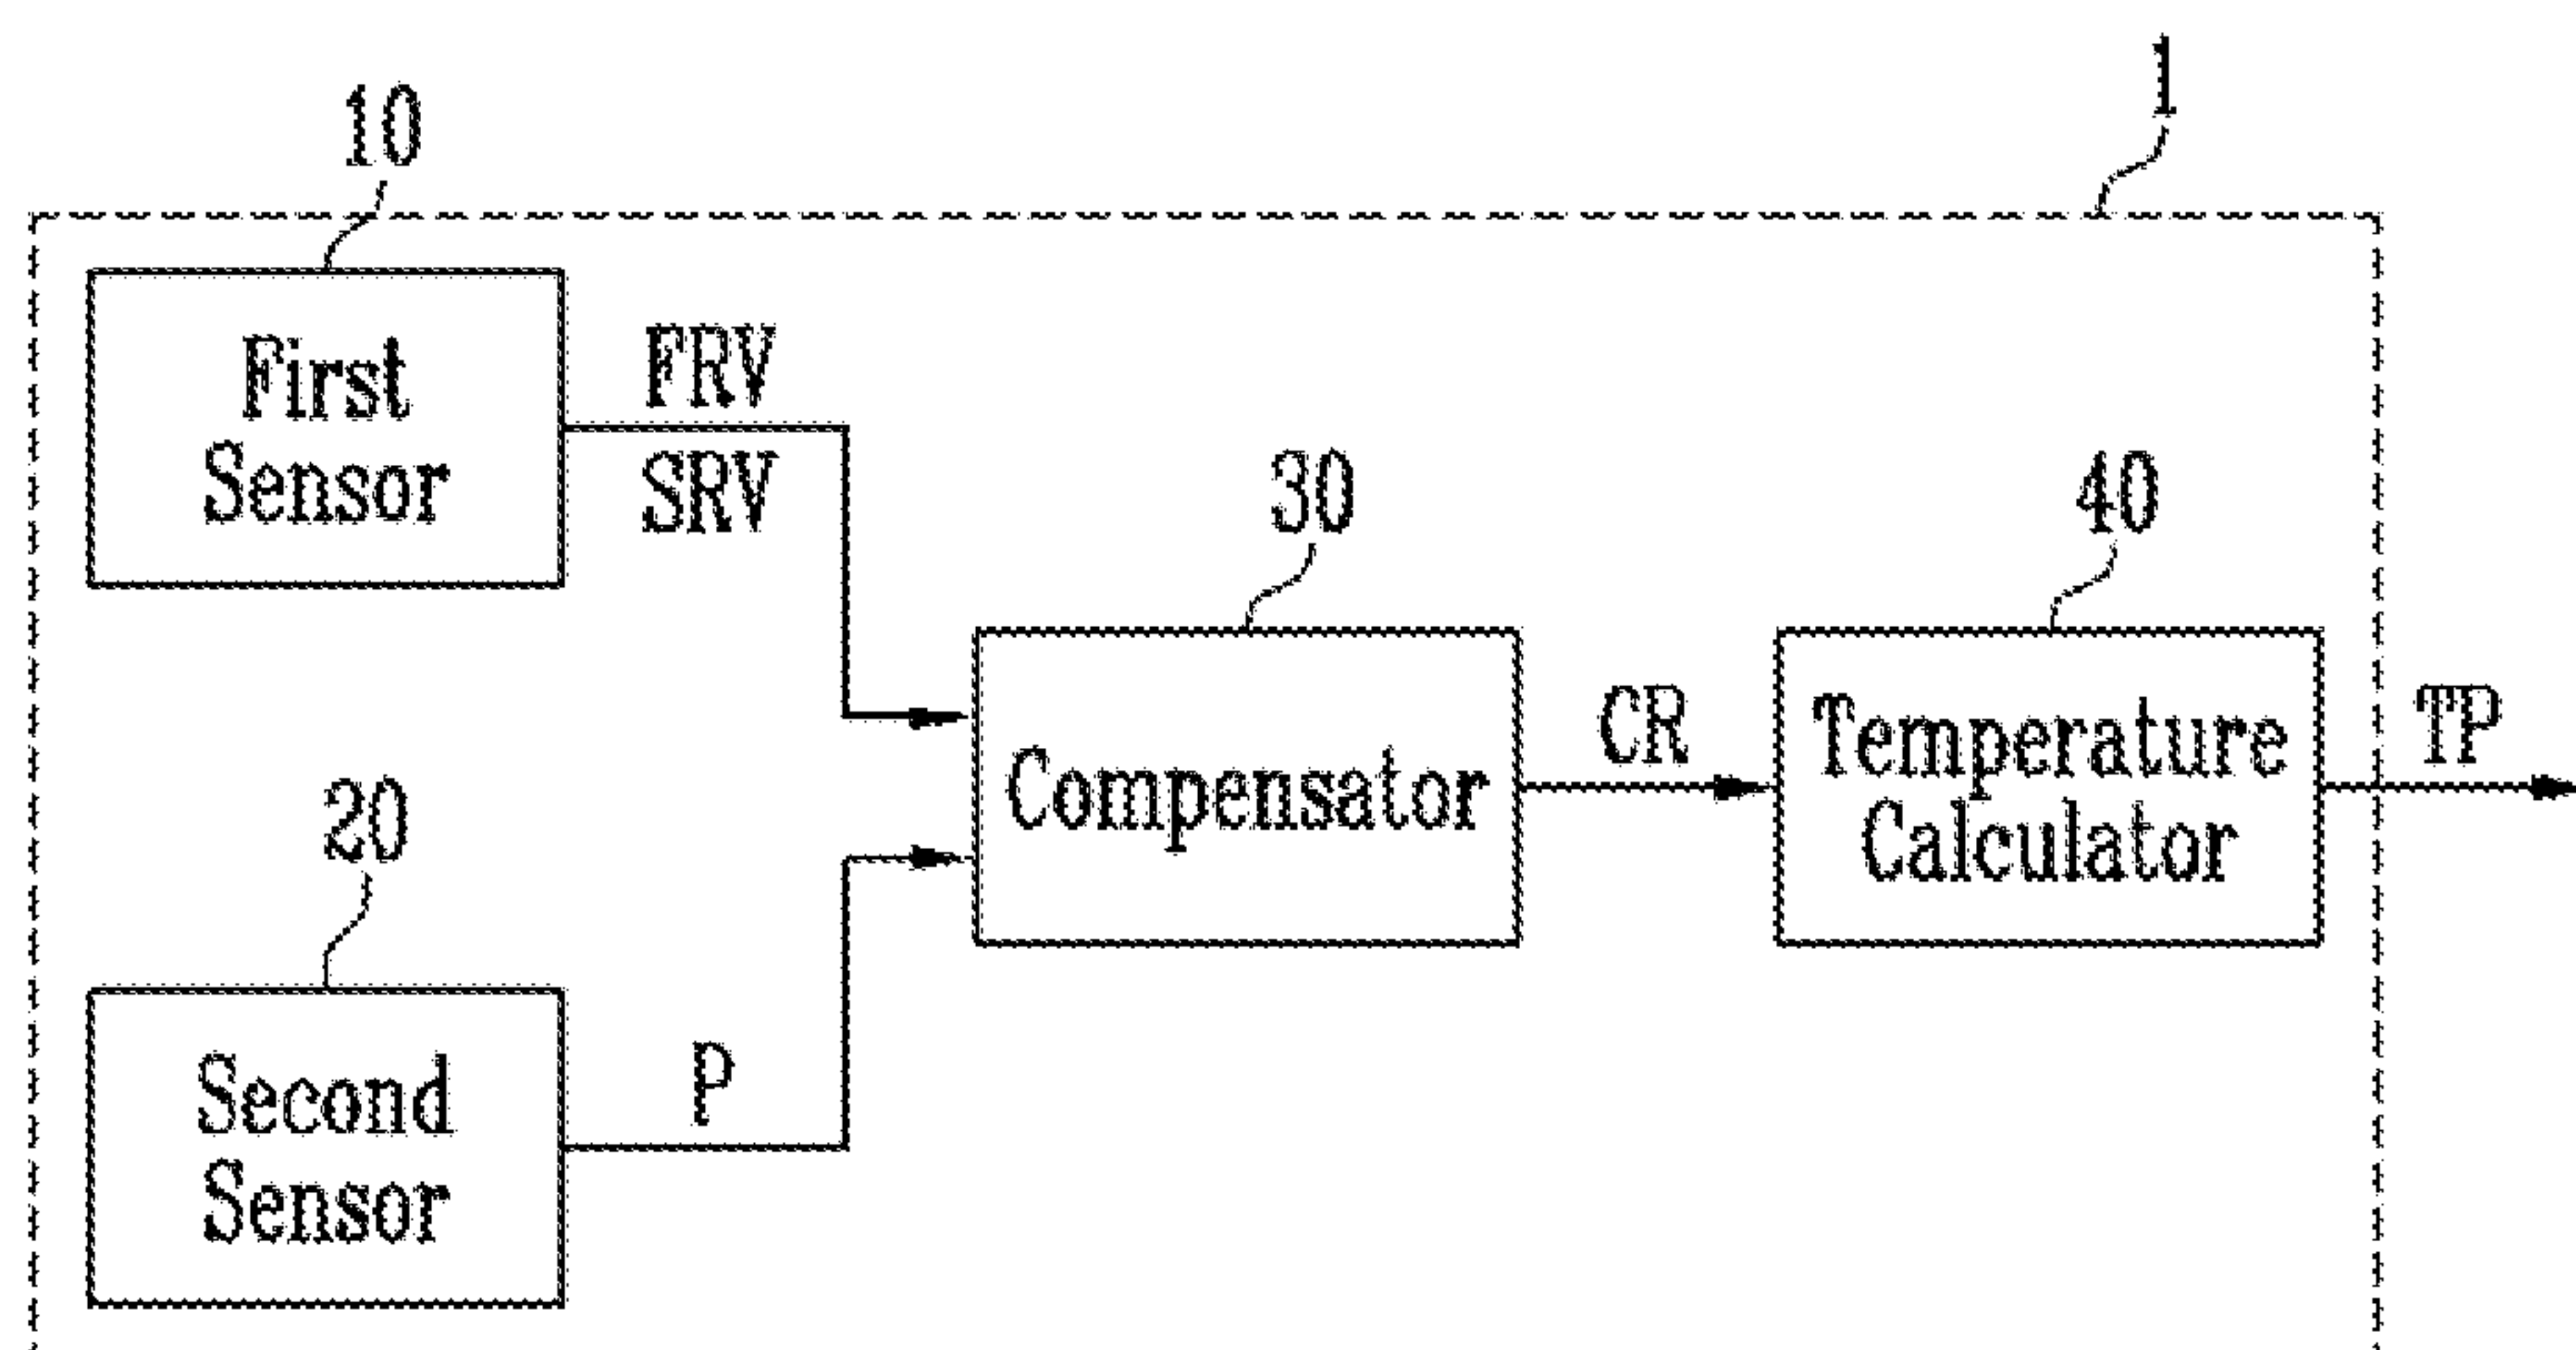 1
10
First
Sensor
FRV
SRV
30
40
Compensator
CR
Temperature
Calculator
TP
20
Second
Sensor
P